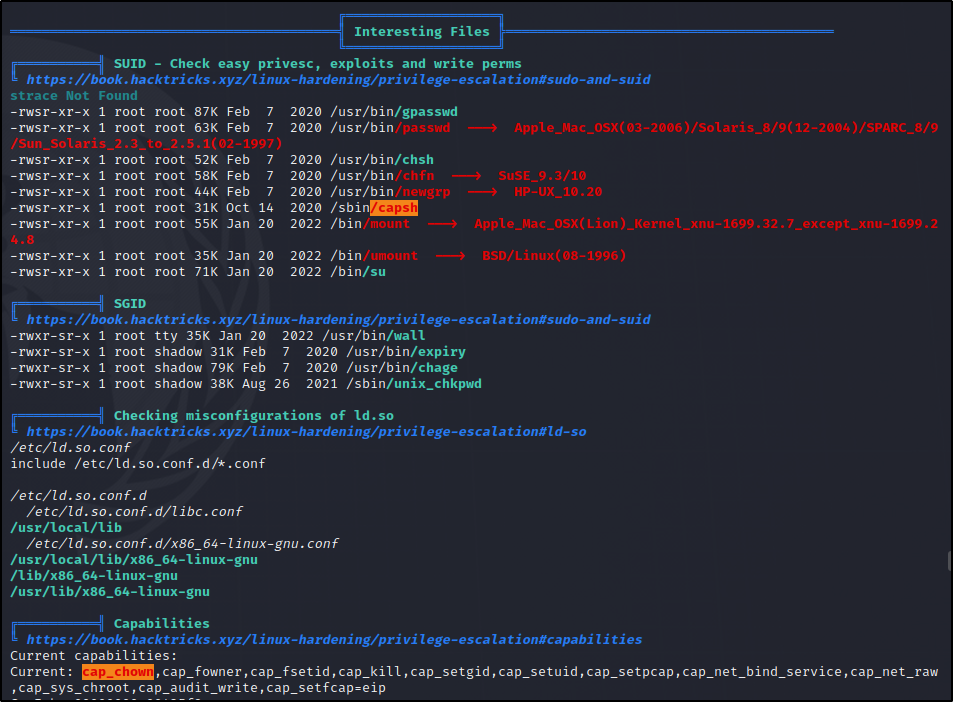 Interesting Files
SUID - Check easy privesc, exploits and write perms
https://book.hacktricks.xyz/linux-hardening/privilege-escalation#sudo-and-suid
strace Not Found
-rwsr-xr-x 1 root root 87K Feb  7  2020 /usr/bin/gpasswd
-rwsr-xr-x 1 root root 63K Feb  7  2020 /usr/bin/passwd  --->  Apple_Mac_OSX(03-2006)/Solaris_8/9(12-2004)/SPARC_8/9
/Sun_Solaris_2.3_to_2.5.1(02-1997)
-rwsr-xr-x 1 root root 52K Feb  7  2020 /usr/bin/chsh
-rwsr-xr-x 1 root root 58K Feb  7  2020 /usr/bin/chfn  --->  SuSE_9.3/10
-rwsr-xr-x 1 root root 44K Feb  7  2020 /usr/bin/newgrp  --->  HP-UX_10.20
-rwsr-xr-x 1 root root 31K Oct 14  2020 /sbin/capsh
-rwsr-xr-x 1 root root 55K Jan 20  2022 /bin/mount  --->  Apple_Mac_OSX(Lion)_Kernel_xnu-1699.32.7_except_xnu-1699.2
4.8
-rwsr-xr-x 1 root root 35K Jan 20  2022 /bin/umount  --->  BSD/Linux(08-1996)
-rwsr-xr-x 1 root root 71K Jan 20  2022 /bin/su
SGID
https://book.hacktricks.xyz/linux-hardening/privilege-escalation#sudo-and-suid
-rwxr-sr-x 1 root tty 35K Jan 20  2022 /usr/bin/wall
-rwxr-sr-x 1 root shadow 31K Feb  7  2020 /usr/bin/expiry
-rwxr-sr-x 1 root shadow 79K Feb  7  2020 /usr/bin/chage
-rwxr-sr-x 1 root shadow 38K Aug 26  2021 /sbin/unix_chkpwd
Checking misconfigurations of ld.so
https://book.hacktricks.xyz/linux-hardening/privilege-escalation#ld-so
/etc/ld.so.conf
include /etc/ld.so.conf.d/*.conf
/etc/ld.so.conf.d
/etc/ld.so.conf.d/libc.conf
/usr/local/lib
/etc/ld.so.conf.d/x86_64-linux-gnu.conf
/usr/local/lib/x86_64-linux-gnu
/lib/x86_64-linux-gnu
/usr/lib/x86_64-linux-gnu
Capabilities
https://book.hacktricks.xyz/linux-hardening/privilege-escalation#capabilities
Current capabilities:
Current: cap_chown,cap_fowner,cap_fsetid,cap_kill,cap_setgid,cap_setuid,cap_setpcap,cap_net_bind_service,cap_net_raw
,cap_sys_chroot,cap_audit_write,cap_setfcap=eip